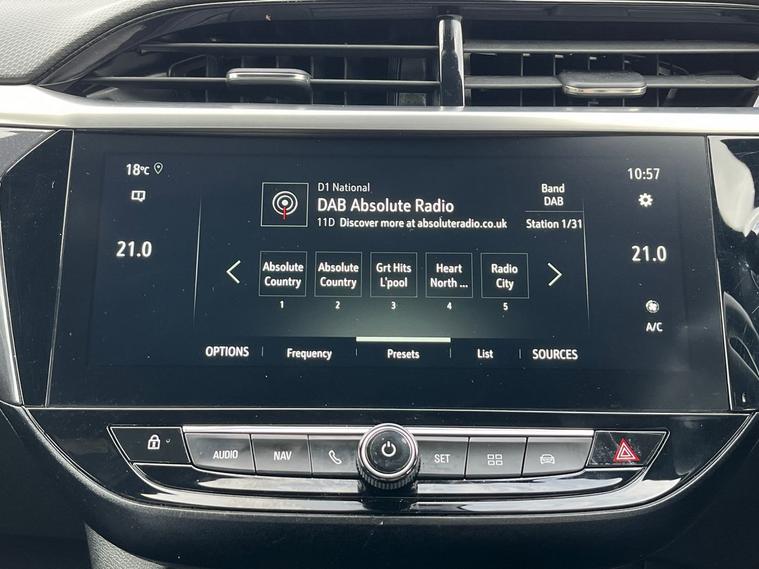 18°C
10:57
D1 National
DAB Absolute Radio
11D Discover more at absoluteradio.co.uk
Band
DAB
Station 1/31
21.0
21.0
Absolute
Country
1
Absolute
Country
2
Grt Hits
L'pool
3
Heart
North ...
4
Radio
City
5
A/C
OPTIONS
Frequency
Presets
List
SOURCES
AUDIO
NAV
SET